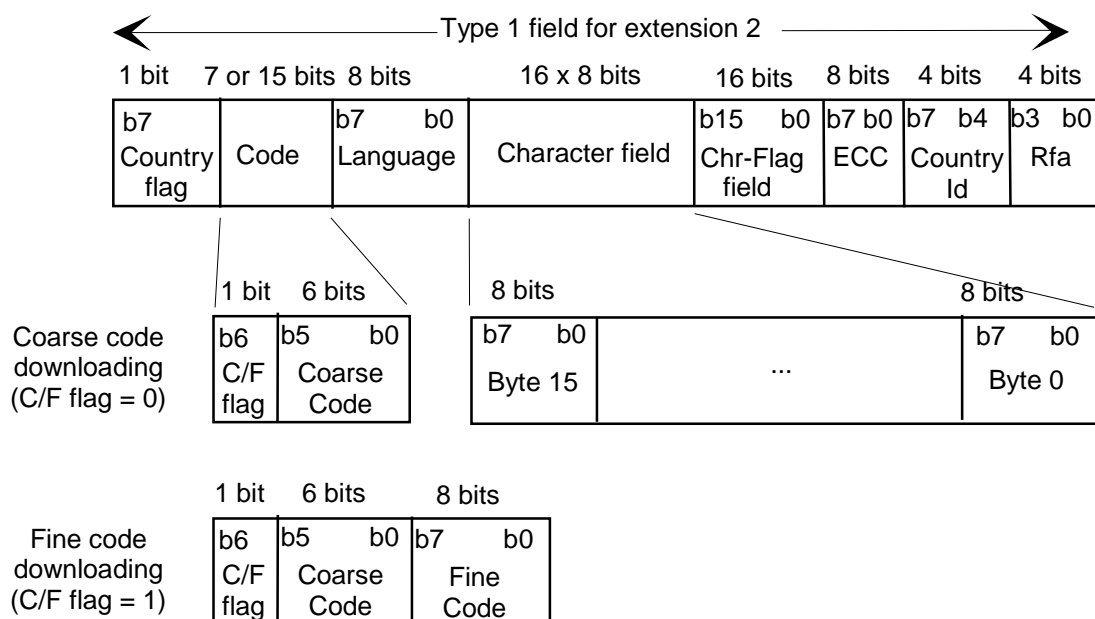 Type 1 field for extension 2
1 bit 7 or 15 bits 8 bits 16 x 8 bits 16 bits 8 bits 4 bits 4 bits
b7 b7 b0 b15 b0 b7 b0 b7 b4 b3 b0
Country Code Language Character field Chr-Flag ECC Country Rfa
flag field Id
1 bit 6 bits 8 bits 8 bits
Coarse code b6 b5 b0 b7 b0 b7 b0
downloading C/F Coarse Byte 15 ... Byte 0
(C/F flag = 0) flag Code
1 bit 6 bits 8 bits
Fine code b6 b5 b0 b7 b0
downloading C/F Coarse Fine
(C/F flag = 1) flag Code Code